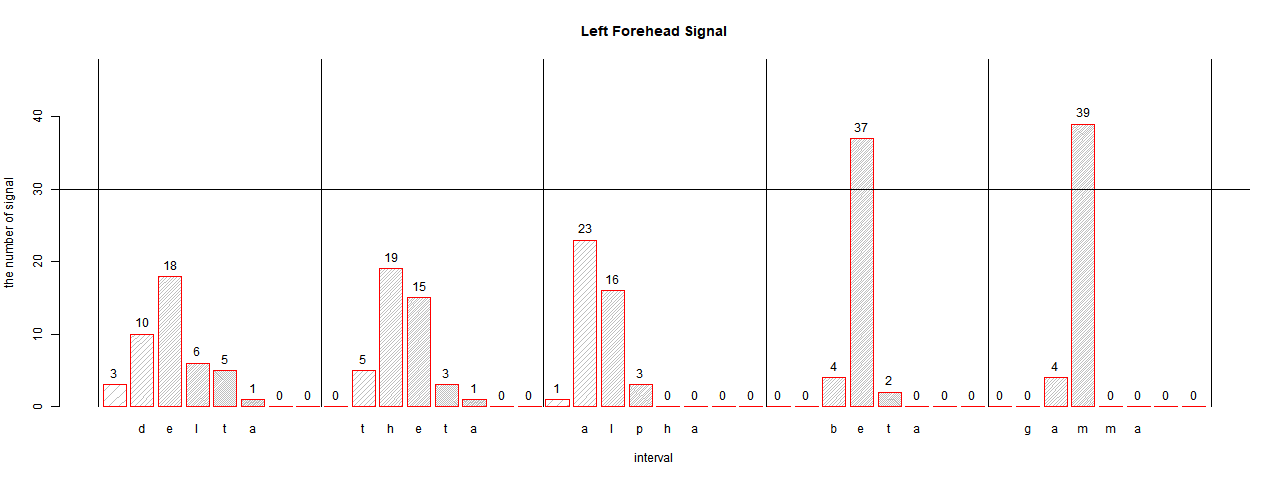 Left Forehead Signal
the number of signal
40
30
20
10
0
3 10 18 6 5 1 0 0 0 5 19 15 3 1 0 0 1 23 16 3 0 0 0 0 0 0 4 37 2 0 0 0 0 0 4 39 0 0 0 0
d e l t a t h e t a a l p h a b e t a g a m m a
interval